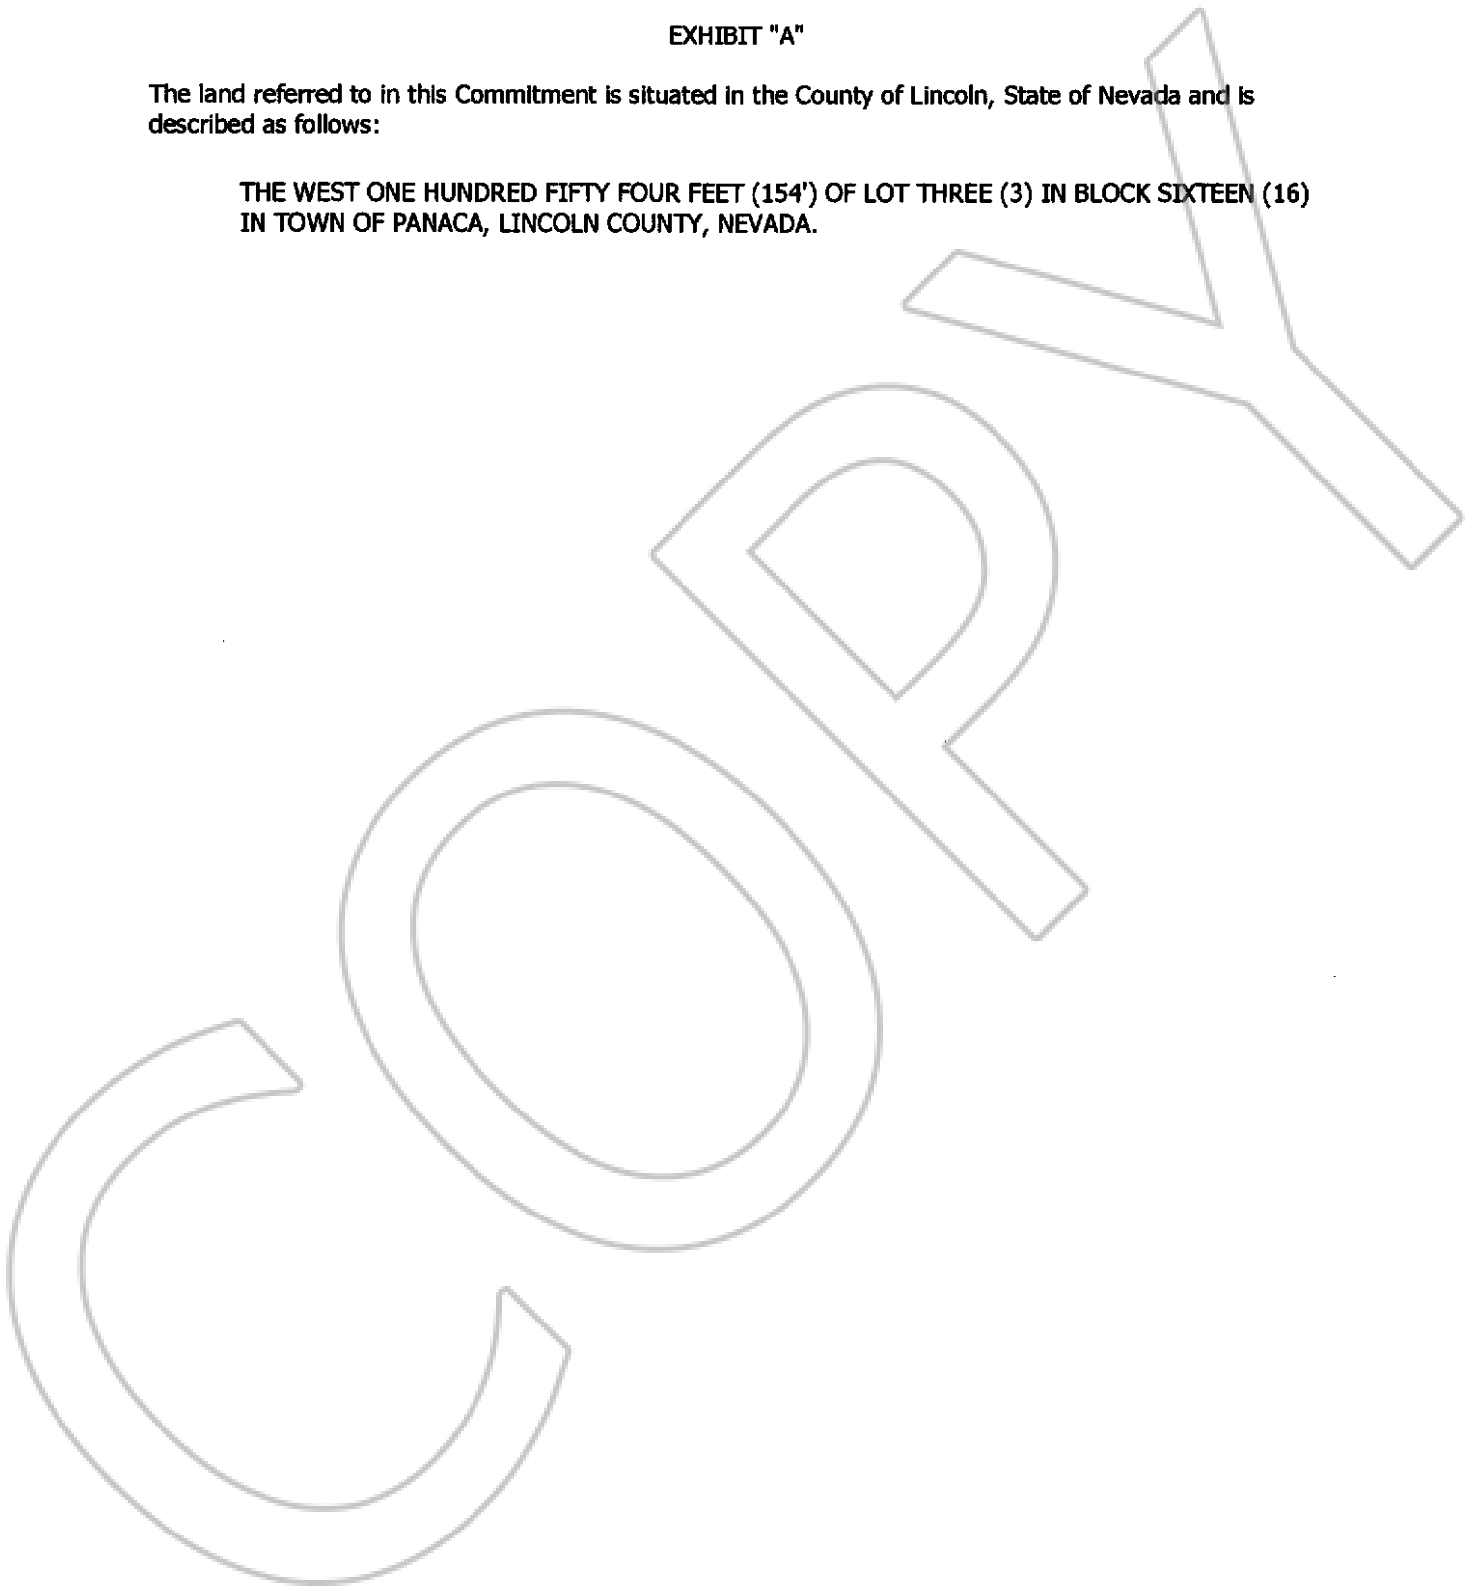 EXHIBIT "A"
The land referred to in this Commitment is situated in the County of Lincoln, State of Nevada and is
described as follows:
THE WEST ONE HUNDRED FIFTY FOUR FEET (154') OF LOT THREE (3) IN BLOCK SIXTEEN (16)
IN TOWN OF PANACA, LINCOLN COUNTY, NEVADA.
COPY